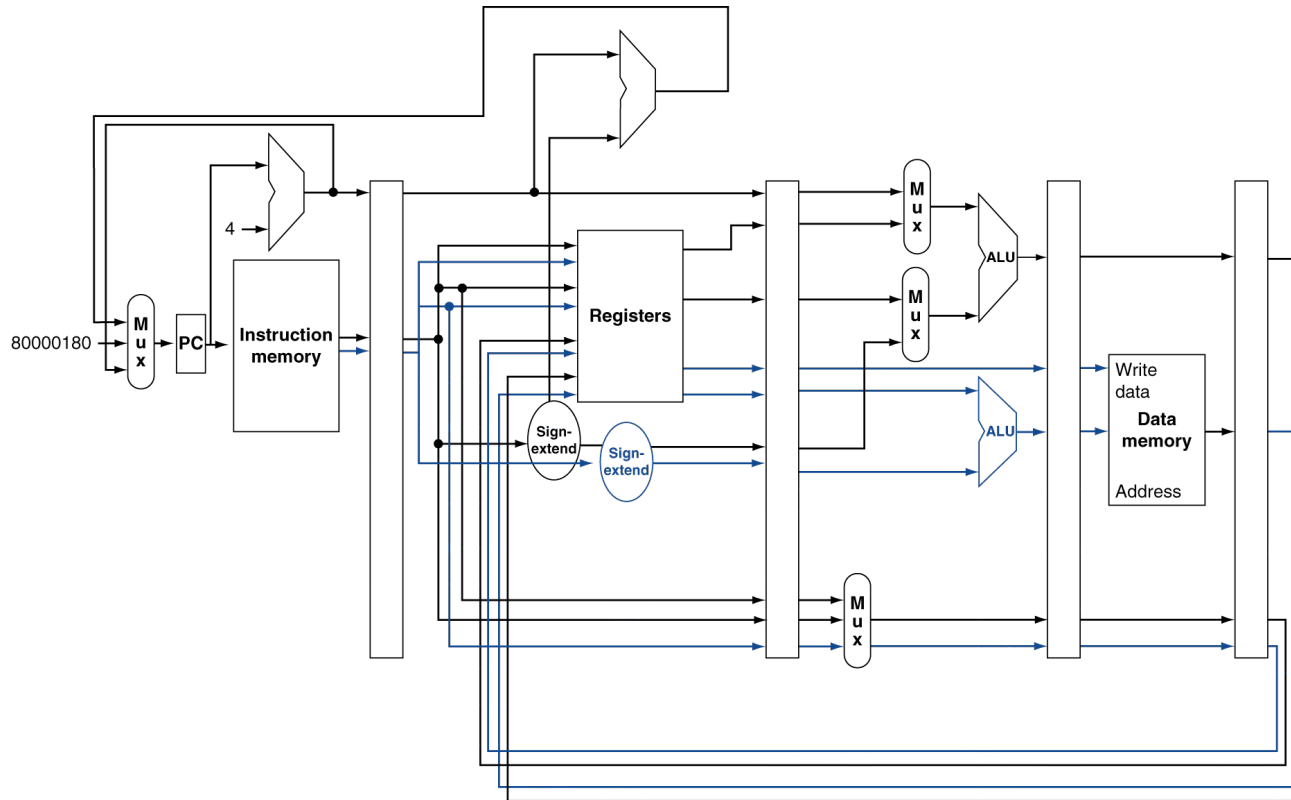 M
u
x
ALU
M
u
x
4
Registers
M
u
x
80000180
PC
Instruction
memory
Write
data
Data
memory
Address
ALU
Sign-
extend
Sign-
extend
M
u
x